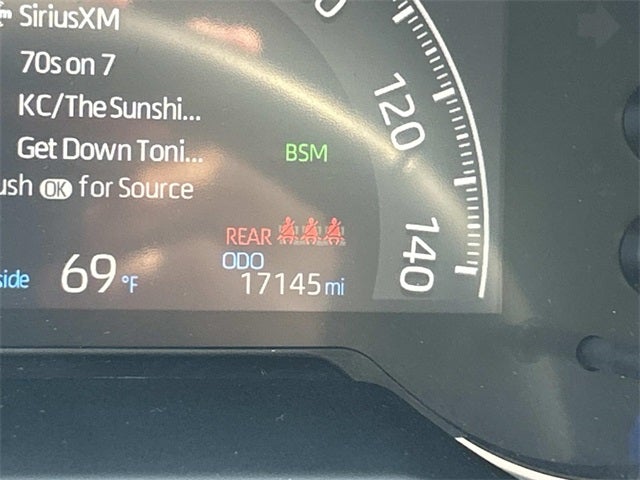 SiriusXM
70s on 7
KC/The Sunshi...
Get Down Toni...
ush OK for Source
BSM
120
140
REAR
ODO
side 69°F
17145 mi